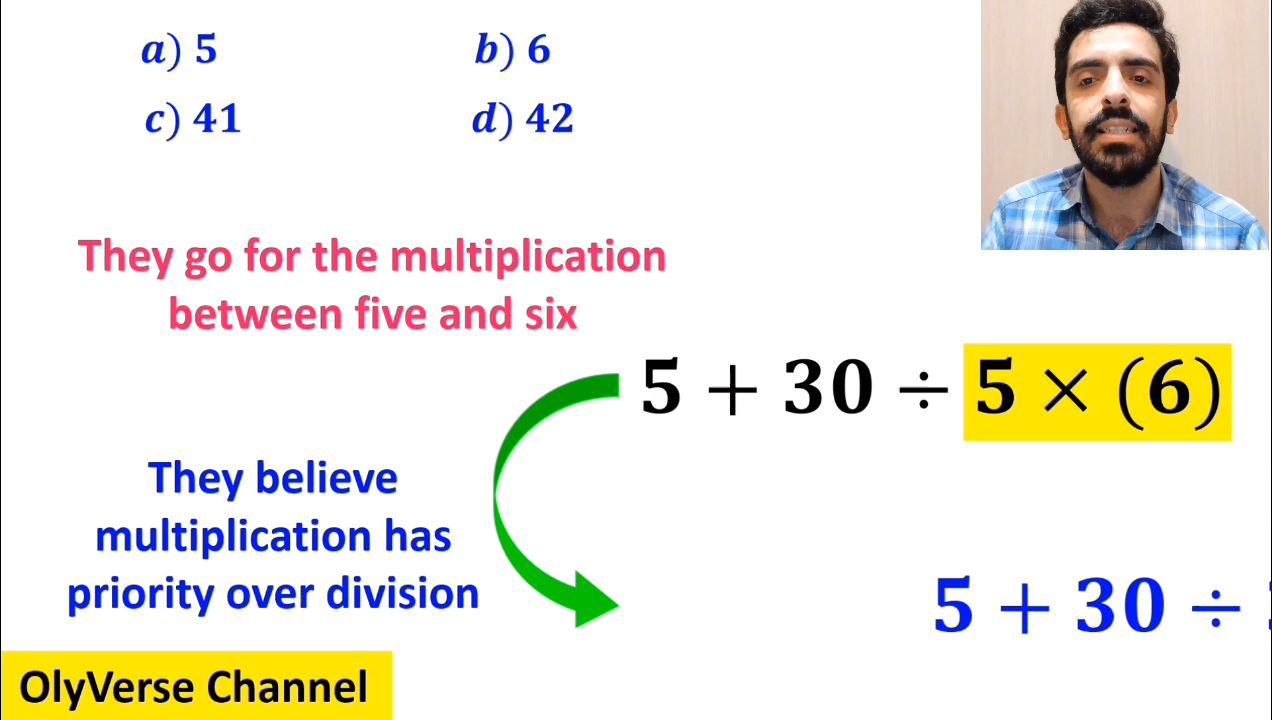 a) 5 b) 6
c) 41 d) 42
They go for the multiplication
between five and six
5 + 30 ÷ 5 × (6)
They believe
multiplication has
priority over division
5 + 30 ÷
OlyVerse Channel